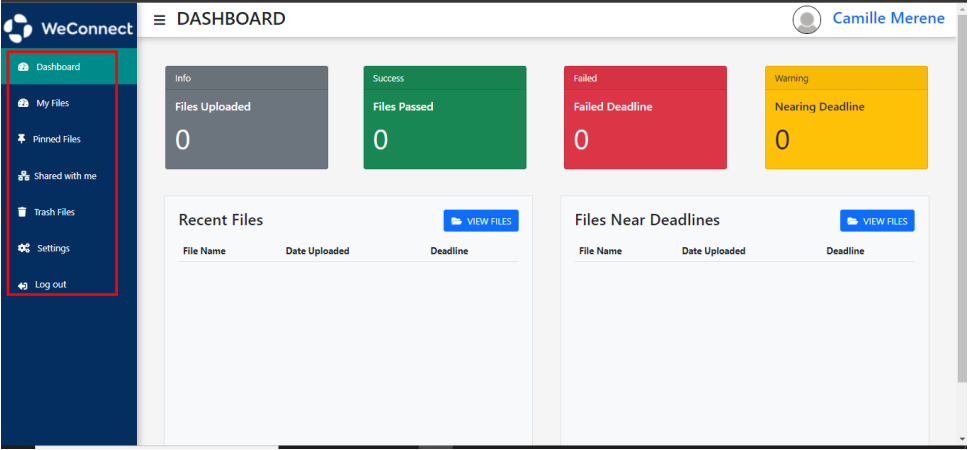 WeConnect
DASHBOARD
Camille Merene
Dashboard
My Files
Pinned Files
Shared with me
Trash Files
Settings
Log out
Info
Files Uploaded
0
Success
Files Passed
0
Failed
Failed Deadline
0
Warning
Nearing Deadline
0
Recent Files
VIEW FILES
File Name Date Uploaded Deadline
Files Near Deadlines
VIEW FILES
File Name Date Uploaded Deadline